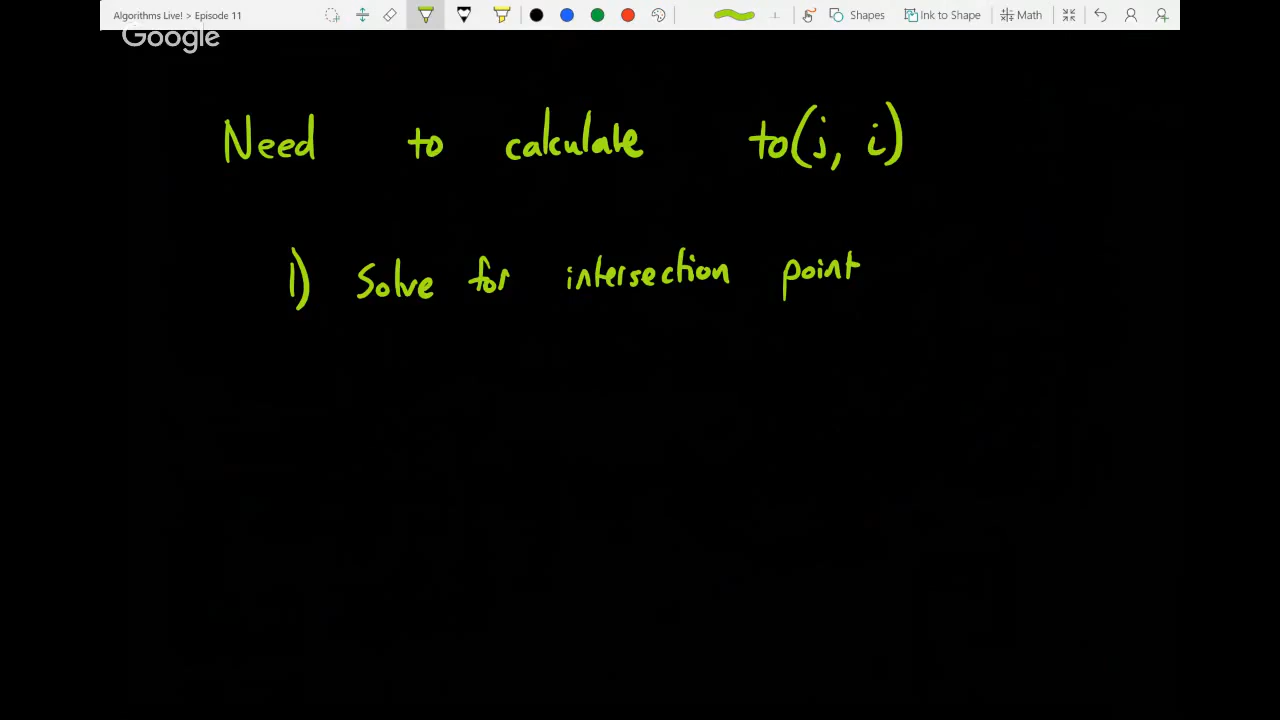 Algorithms Live! > Episode 11
Shapes
Ink to Shape
Math
Google
Need to calculate to(j, i)
1) Solve for intersection point